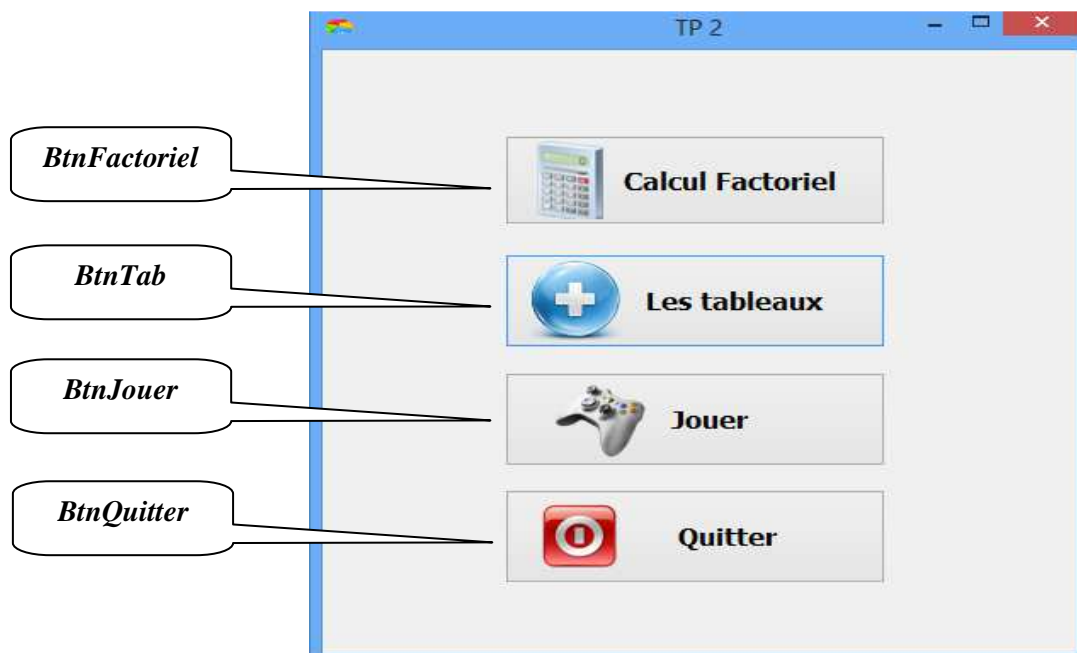 TP 2
BtnFactoriel
Calcul Factoriel
BtnTab
Les tableaux
BtnJouer
Jouer
BtnQuitter
Quitter